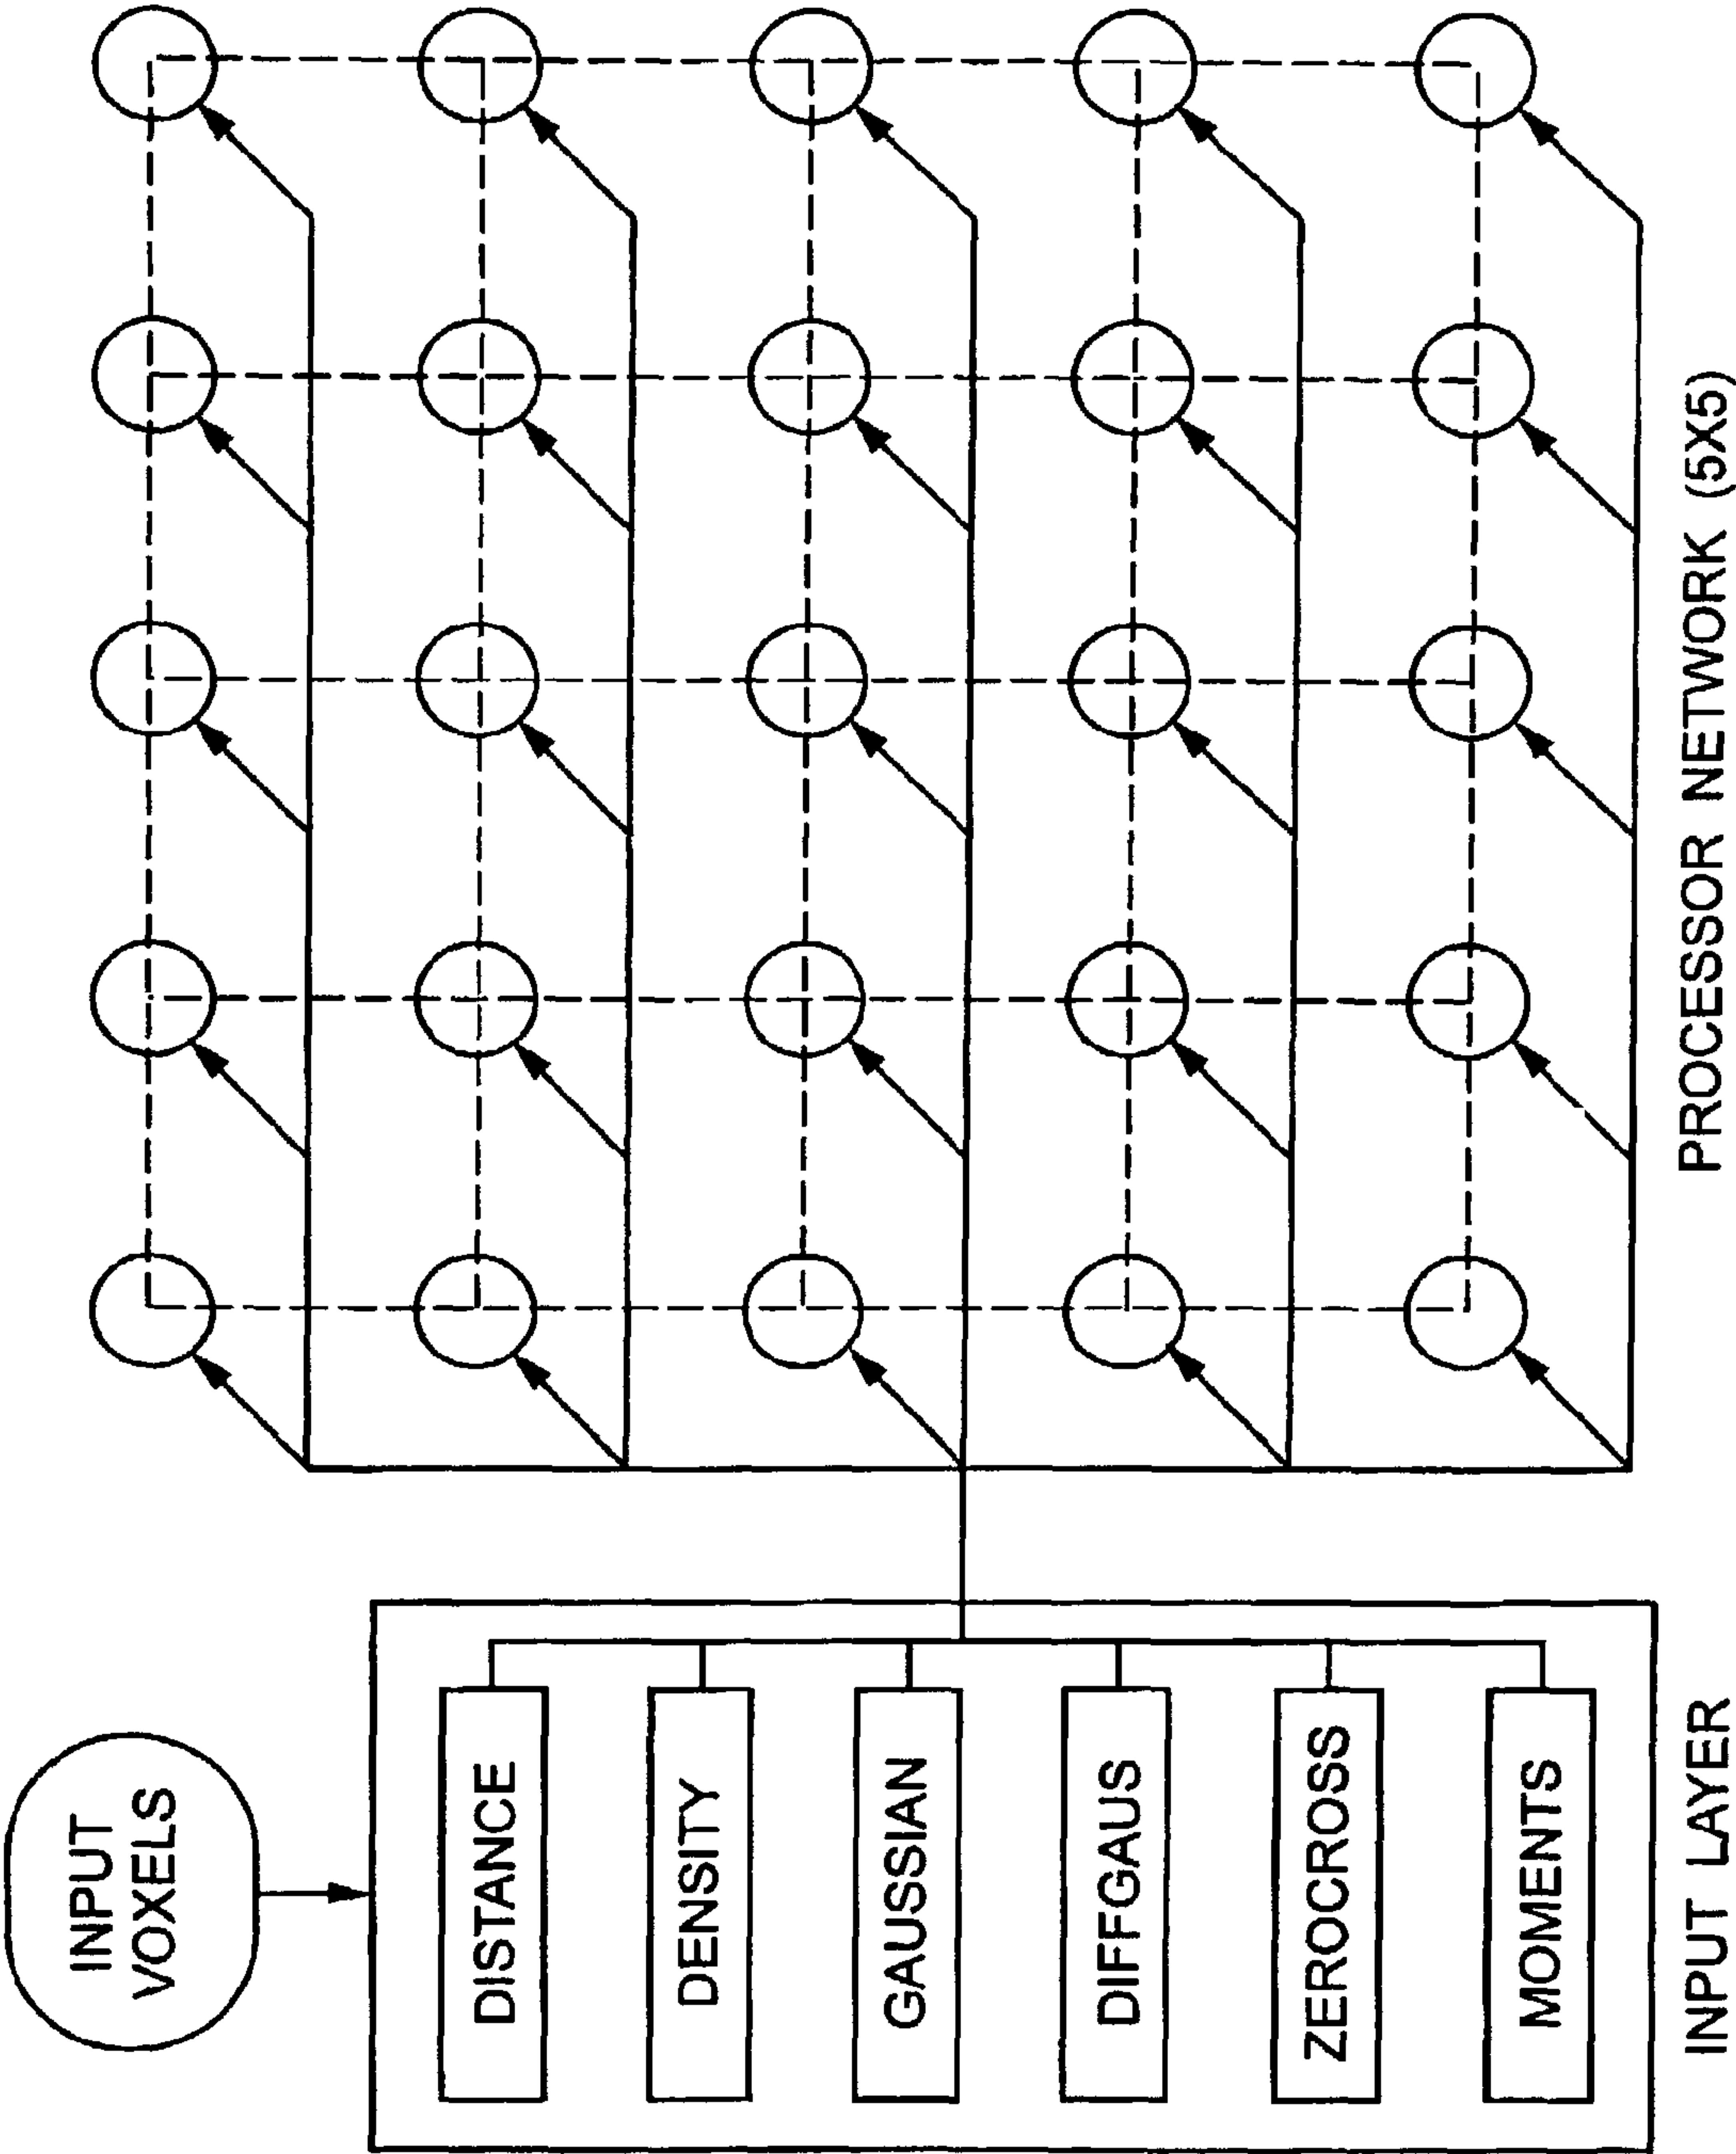 INPUT
VOXELS
DISTANCE
DENSITY
GAUSSIAN
DIFFGAUS
ZEROCROSS
MOMENTS
INPUT LAYER
PROCESSOR NETWORK (5X5)